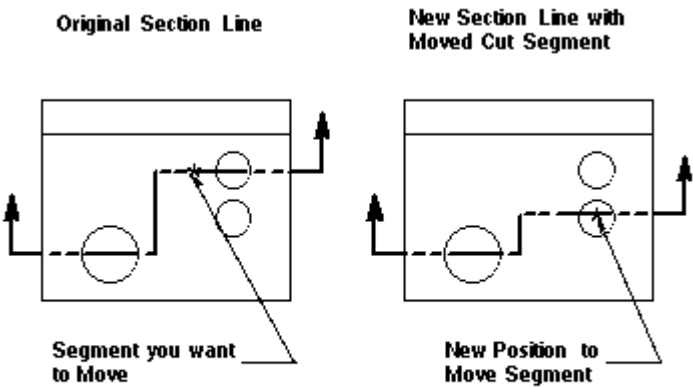 Original Section Line
New Section Line with
Moved Cut Segment
Segment you want
to Move
New Position to
Move Segment